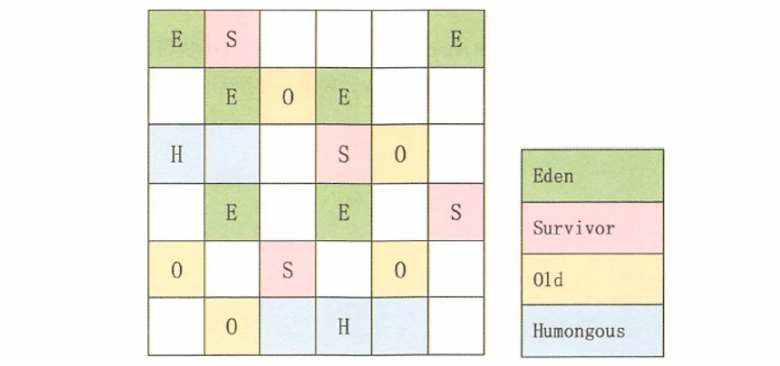 E S E
E O E
H S O
E E S
O S O
O H
Eden
Survivor
Old
Humongous